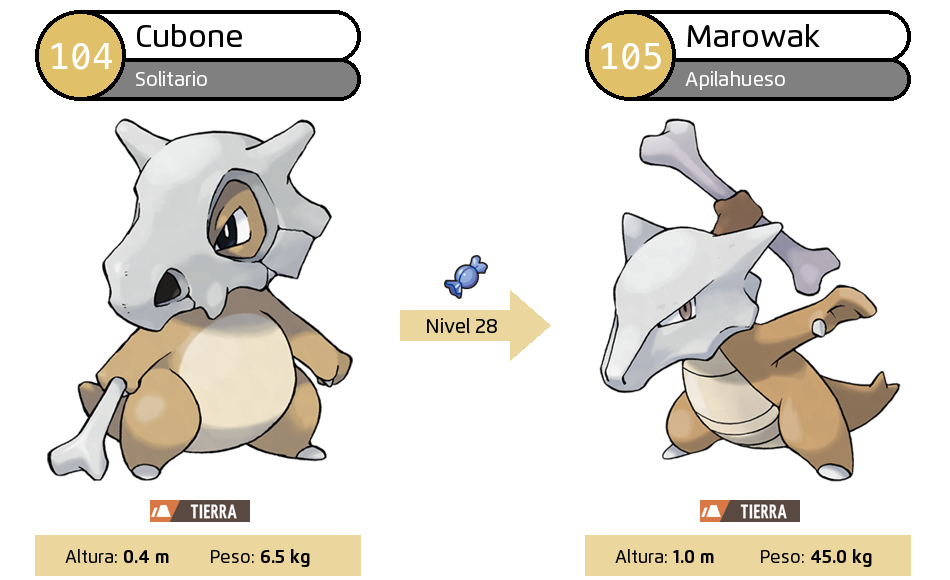 104
Cubone
Solitario
105
Marowak
Apilahueso
Nivel 28
TIERRA
TIERRA
Altura: 0.4 m Peso: 6.5 kg
Altura: 1.0 m Peso: 45.0 kg